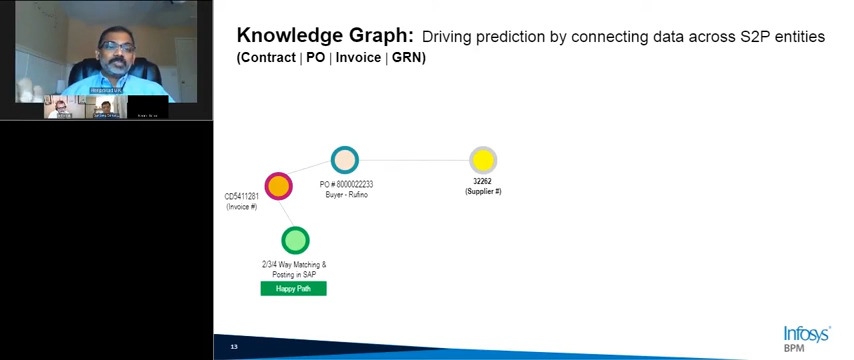 Knowledge Graph: Driving prediction by connecting data across S2P entities
(Contract | PO | Invoice | GRN)
PO # 8000022233
Buyer - Rufino
32262
(Supplier #)
CD5411281
(Invoice #)
2/3/4 Way Matching &
Posting in SAP
Happy Path
13
Infosys
BPM